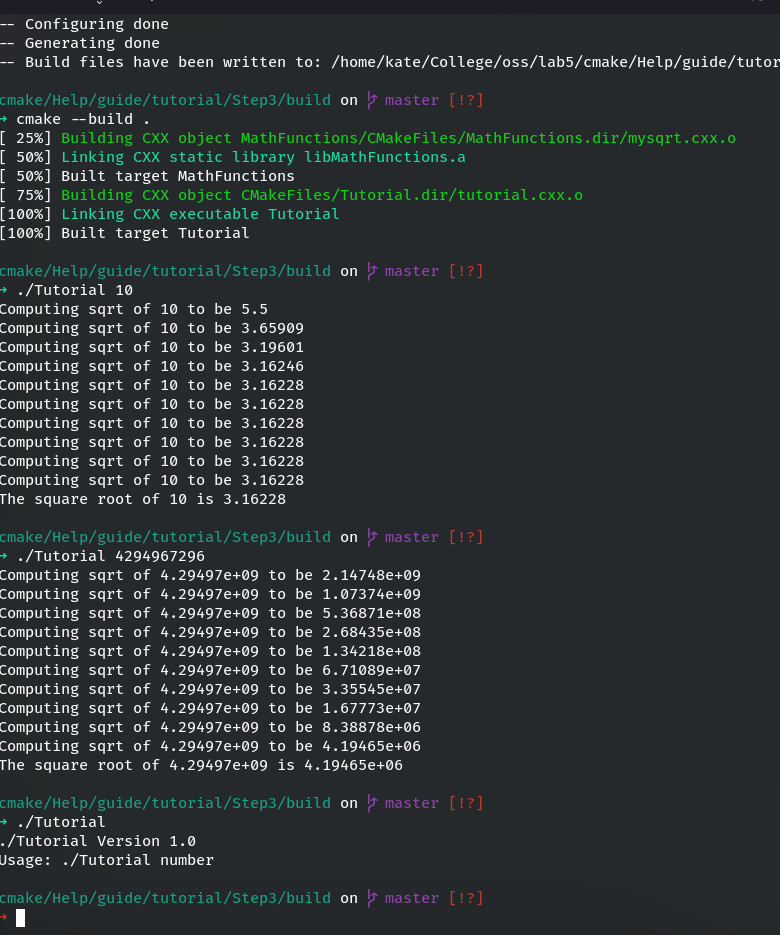 -- Configuring done
-- Generating done
-- Build files have been written to: /home/kate/College/oss/lab5/cmake/Help/guide/tutor
cmake/Help/guide/tutorial/Step3/build on master [!?]
→ cmake --build .
[ 25%] Building CXX object MathFunctions/CMakeFiles/MathFunctions.dir/mysqrt.cxx.o
[ 50%] Linking CXX static library libMathFunctions.a
[ 50%] Built target MathFunctions
[ 75%] Building CXX object CMakeFiles/Tutorial.dir/tutorial.cxx.o
[100%] Linking CXX executable Tutorial
[100%] Built target Tutorial
cmake/Help/guide/tutorial/Step3/build on master [!?]
→ ./Tutorial 10
Computing sqrt of 10 to be 5.5
Computing sqrt of 10 to be 3.65909
Computing sqrt of 10 to be 3.19601
Computing sqrt of 10 to be 3.16246
Computing sqrt of 10 to be 3.16228
Computing sqrt of 10 to be 3.16228
Computing sqrt of 10 to be 3.16228
Computing sqrt of 10 to be 3.16228
Computing sqrt of 10 to be 3.16228
Computing sqrt of 10 to be 3.16228
The square root of 10 is 3.16228
cmake/Help/guide/tutorial/Step3/build on master [!?]
→ ./Tutorial 4294967296
Computing sqrt of 4.29497e+09 to be 2.14748e+09
Computing sqrt of 4.29497e+09 to be 1.07374e+09
Computing sqrt of 4.29497e+09 to be 5.36871e+08
Computing sqrt of 4.29497e+09 to be 2.68435e+08
Computing sqrt of 4.29497e+09 to be 1.34218e+08
Computing sqrt of 4.29497e+09 to be 6.71089e+07
Computing sqrt of 4.29497e+09 to be 3.35545e+07
Computing sqrt of 4.29497e+09 to be 1.67773e+07
Computing sqrt of 4.29497e+09 to be 8.38878e+06
Computing sqrt of 4.29497e+09 to be 4.19465e+06
The square root of 4.29497e+09 is 4.19465e+06
cmake/Help/guide/tutorial/Step3/build on master [!?]
→ ./Tutorial
./Tutorial Version 1.0
Usage: ./Tutorial number
cmake/Help/guide/tutorial/Step3/build on master [!?]
→